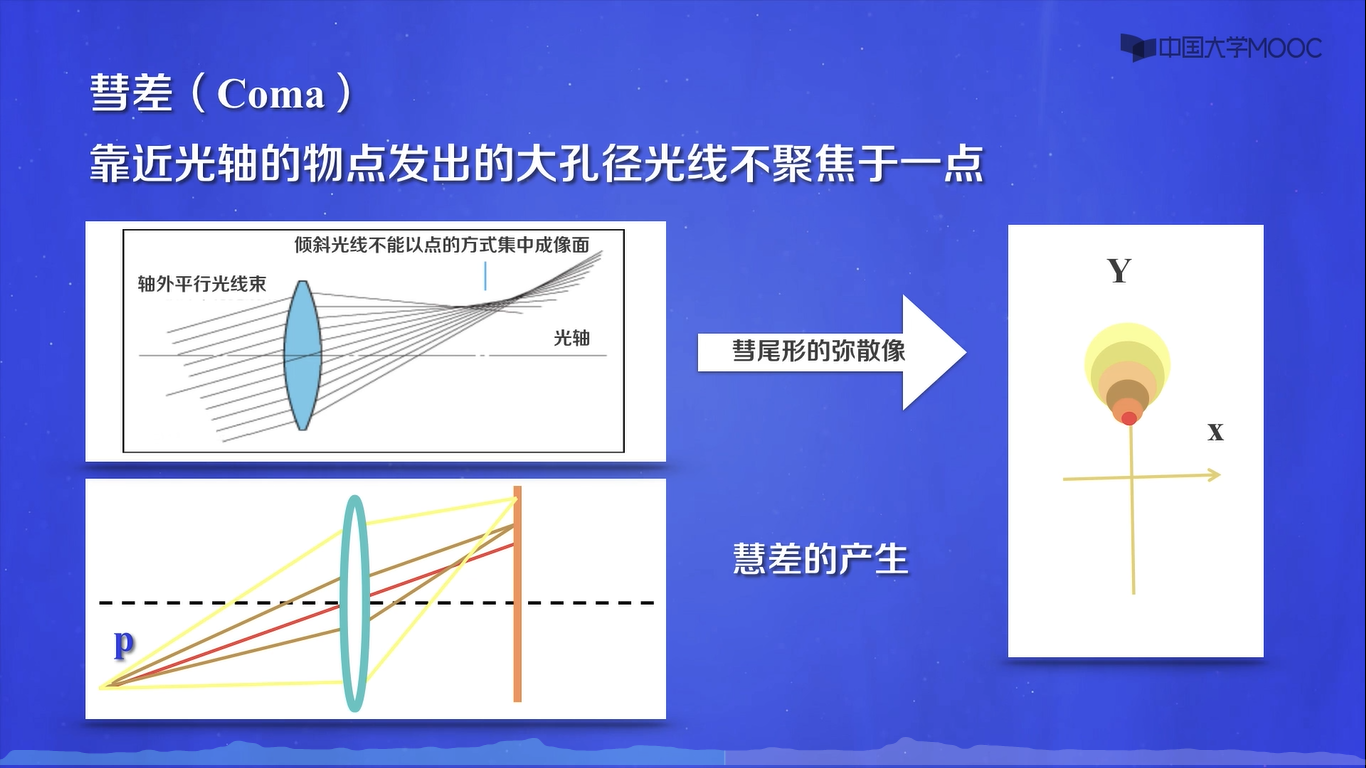 中国大学MOOC
彗差（Coma）
靠近光轴的物点发出的大孔径光线不聚焦于一点
倾斜光线不能以点的方式集中成像面
轴外平行光线束
光轴
彗尾形的弥散像
Y
x
p
慧差的产生